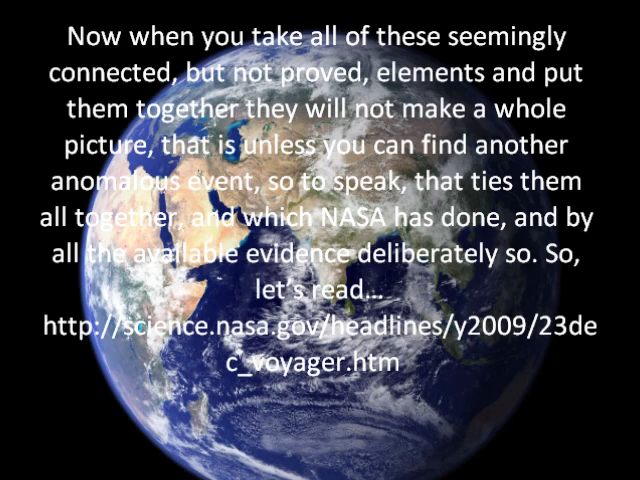 Now when you take all of these seemingly
connected, but not proved, elements and put
them together they will not make a whole
picture, that is unless you can find another
anomalous event, so to speak, that ties them
all together, and which NASA has done, and by
all the available evidence deliberately so. So,
let's read...
http://science.nasa.gov/headlines/y2009/23de
c_voyager.htm